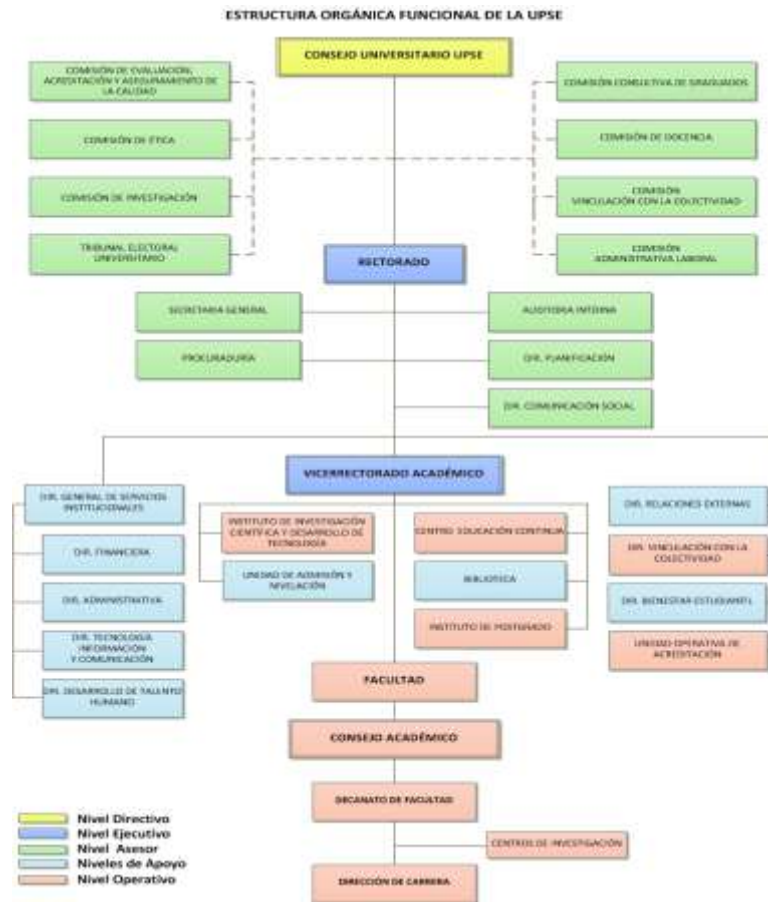 ESTRUCTURA ORGÁNICA FUNCIONAL DE LA UPSE
CONSEJO UNIVERSITARIO UPSE
COMISIÓN DE EVALUACIÓN,
ACREDITACIÓN Y ASEGURAMIENTO DE
LA CALIDAD
COMISIÓN CONSULTIVA DE GRADUADOS
COMISIÓN DE ÉTICA
COMISIÓN DE DOCENCIA
COMISIÓN DE INVESTIGACIÓN
COMISIÓN
VINCULACIÓN CON LA COLECTIVIDAD
TRIBUNAL ELECTORAL
UNIVERSITARIO
COMISIÓN
ADMINISTRATIVA LABORAL
RECTORADO
SECRETARIA GENERAL
AUDITORIA INTERNA
PROCURADURÍA
DIR. PLANIFICACIÓN
DIR. COMUNICACIÓN SOCIAL
VICERRECTORADO ACADÉMICO
DIR. GENERAL DE SERVICIOS
INSTITUCIONALES
DIR. FINANCIERA
DIR. ADMINISTRATIVA
DIR. TECNOLOGÍA
INFORMACIÓN
Y COMUNICACIÓN
DIR. DESARROLLO DE TALENTO
HUMANO
INSTITUTO DE INVESTIGACIÓN
CIENTÍFICA Y DESARROLLO DE
TECNOLOGÍA
UNIDAD DE ADMISIÓN Y
NIVELACIÓN
CENTRO EDUCACIÓN CONTINUA
BIBLIOTECA
INSTITUTO DE POSTGRADO
DIR. RELACIONES EXTERNAS
DIR. VINCULACIÓN CON LA
COLECTIVIDAD
DIR. BIENESTAR ESTUDIANTIL
UNIDAD OPERATIVA DE
ACREDITACIÓN
FACULTAD
CONSEJO ACADÉMICO
DECANATO DE FACULTAD
CENTROS DE INVESTIGACIÓN
DIRECCIÓN DE CARRERA
Nivel Directivo
Nivel Ejecutivo
Nivel Asesor
Niveles de Apoyo
Nivel Operativo